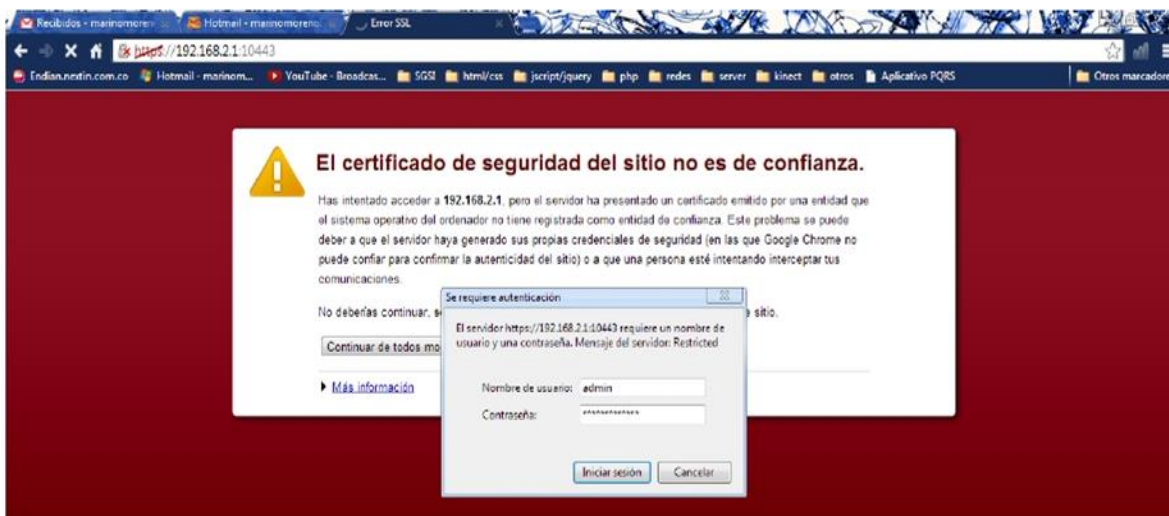 Recibidos - marinomoren
Hotmail - marinomoreno
Error SSL
https://192.168.2.1:10443
Endian.nextin.com.co
Hotmail - marinom...
YouTube - Broadcas...
SGSI
html/css
jscript/jquery
php
redes
server
kinect
otros
Aplicativo PQRS
Otros marcadore
El certificado de seguridad del sitio no es de confianza.
Has intentado acceder a 192.168.2.1, pero el servidor ha presentado un certificado emitido por una entidad que
el sistema operativo del ordenador no tiene registrada como entidad de confianza. Este problema se puede
deber a que el servidor haya generado sus propias credenciales de seguridad (en las que Google Chrome no
puede confiar para confirmar la autenticidad del sitio) o a que una persona esté intentando interceptar tus
comunicaciones.
No deberías continuar, s
e sitio.
Continuar de todos mo
Más información
Se requiere autenticación
El servidor https://192.168.2.1:10443 requiere un nombre de
usuario y una contraseña. Mensaje del servidor: Restricted
Nombre de usuario: admin
Contraseña: *************
Iniciar sesión
Cancelar